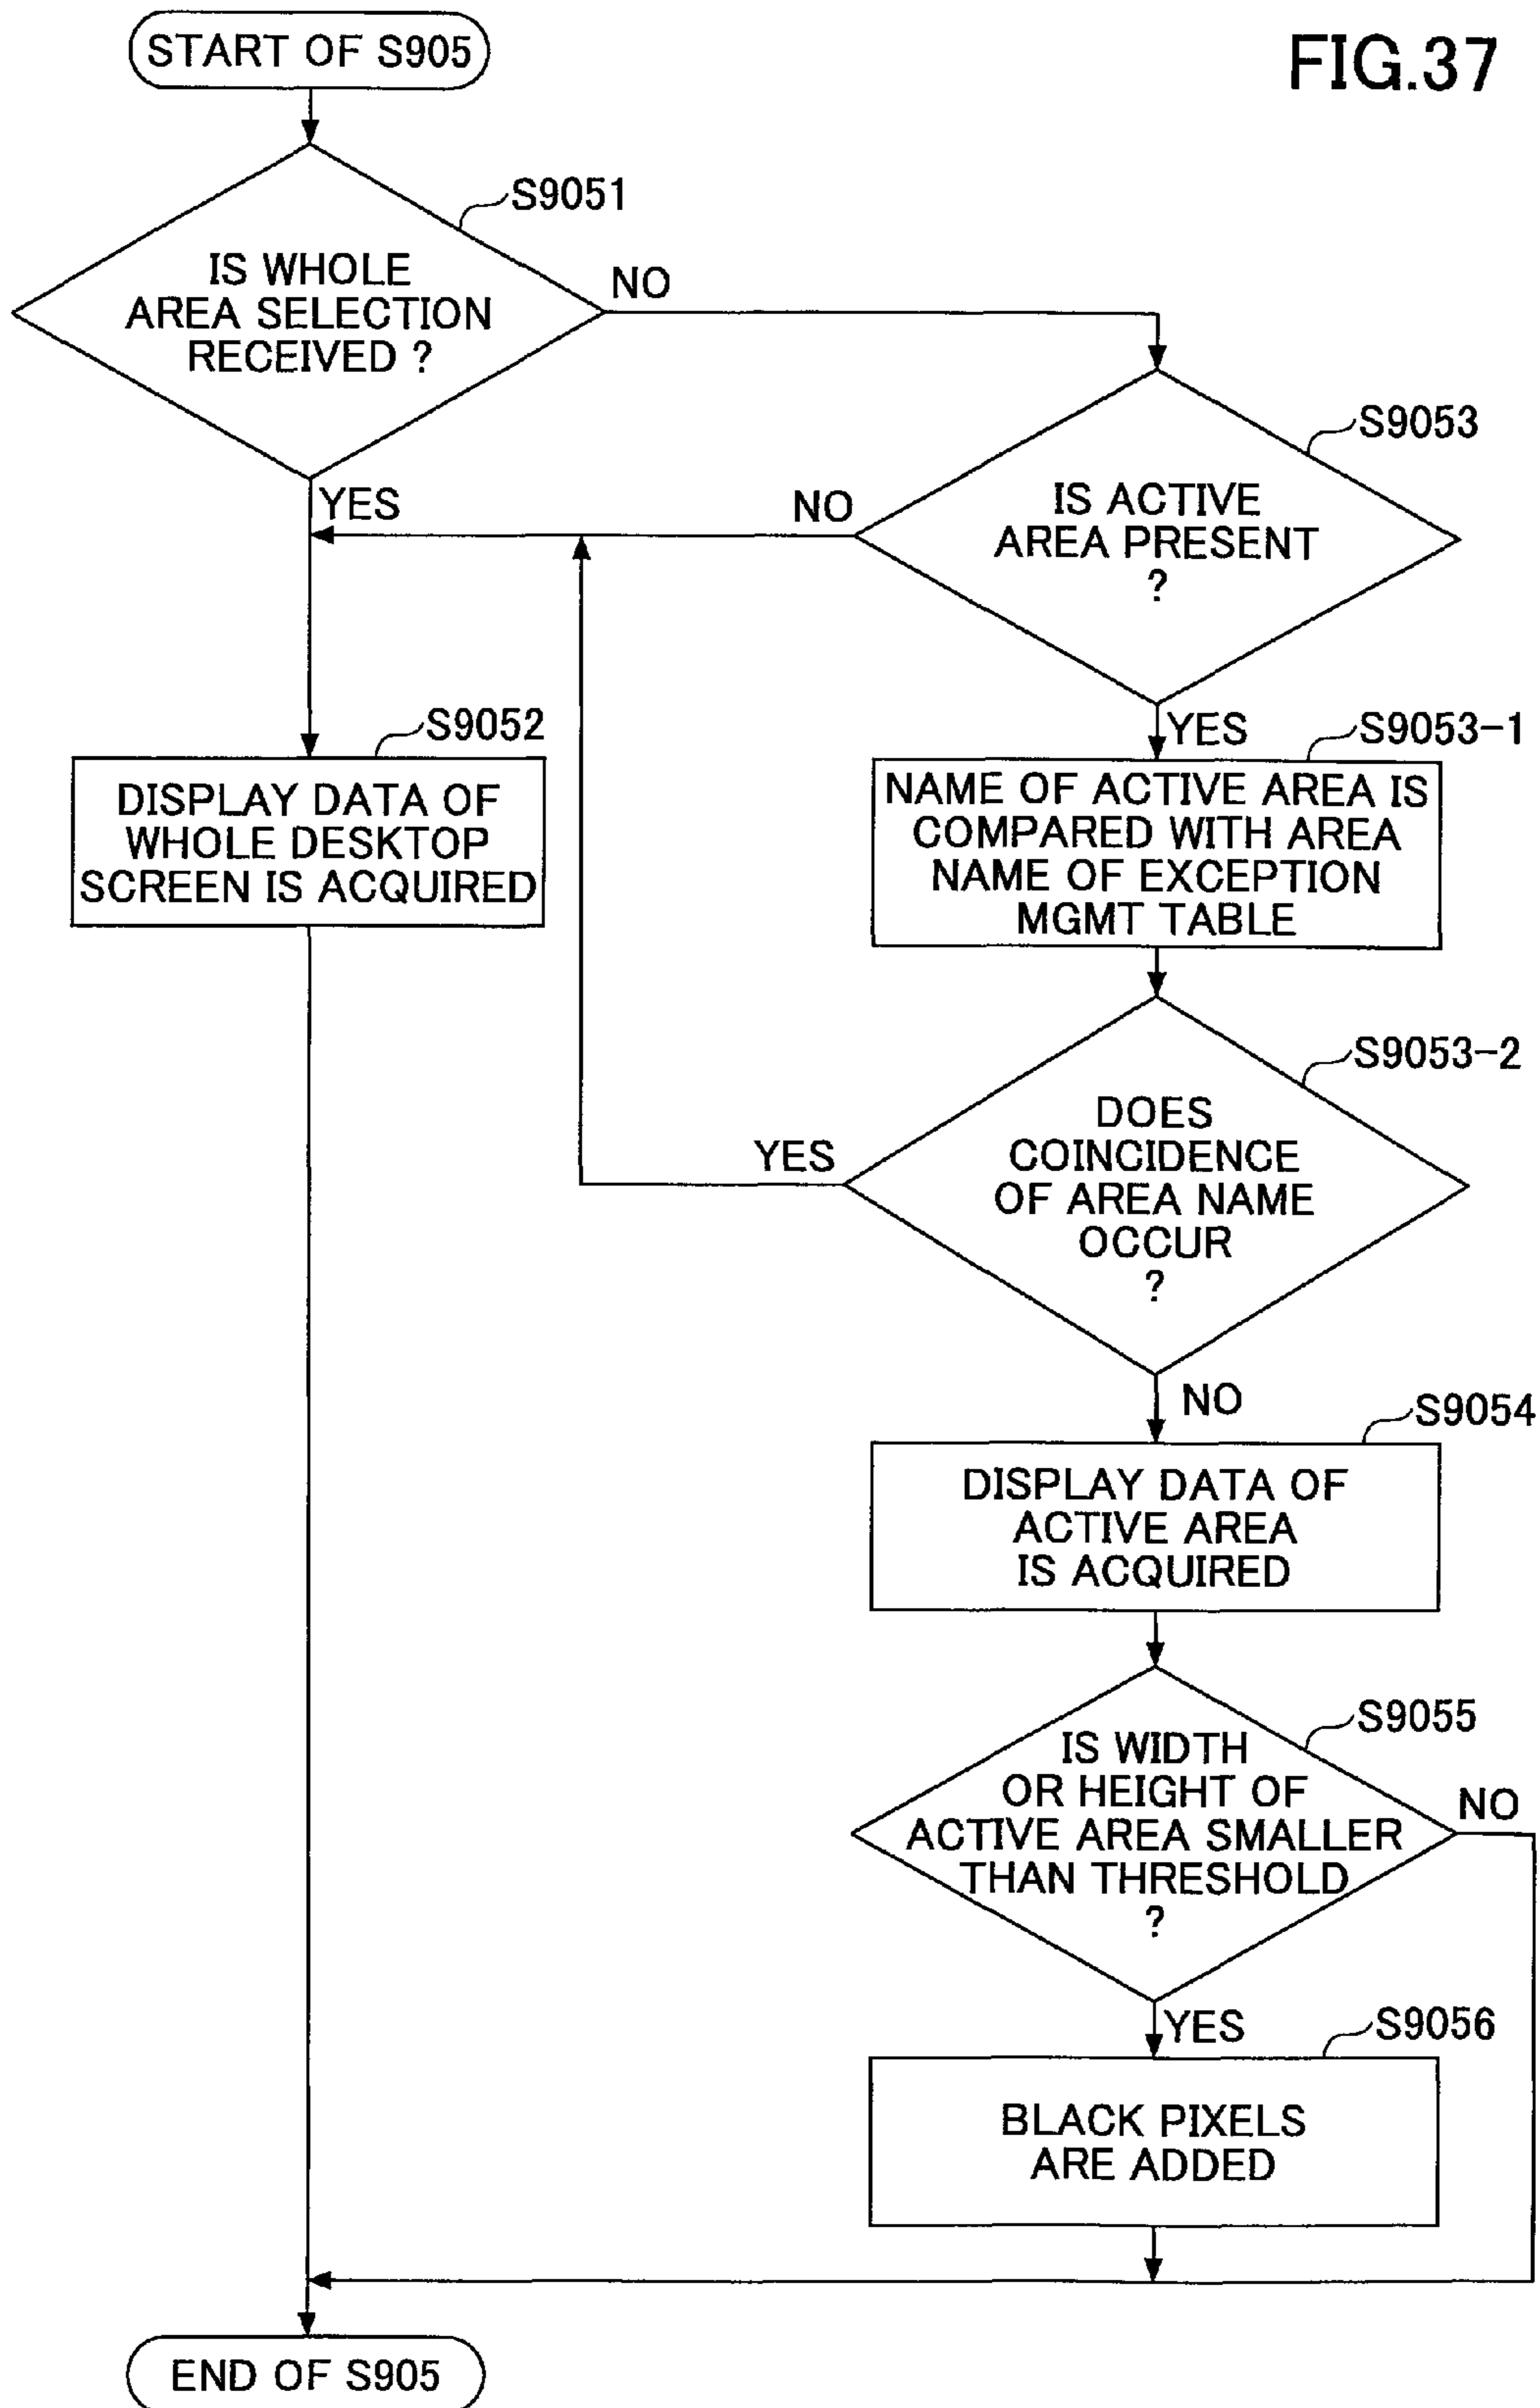 FIG.37
START OF S905
S9051
IS WHOLE
AREA SELECTION
RECEIVED ?
NO
YES
S9053
IS ACTIVE
AREA PRESENT
?
NO
YES
S9052
DISPLAY DATA OF
WHOLE DESKTOP
SCREEN IS ACQUIRED
S9053-1
NAME OF ACTIVE AREA IS
COMPARED WITH AREA
NAME OF EXCEPTION
MGMT TABLE
S9053-2
DOES
COINCIDENCE
OF AREA NAME
OCCUR
?
YES
NO
S9054
DISPLAY DATA OF
ACTIVE AREA
IS ACQUIRED
S9055
IS WIDTH
OR HEIGHT OF
ACTIVE AREA SMALLER
THAN THRESHOLD
?
NO
YES
S9056
BLACK PIXELS
ARE ADDED
END OF S905